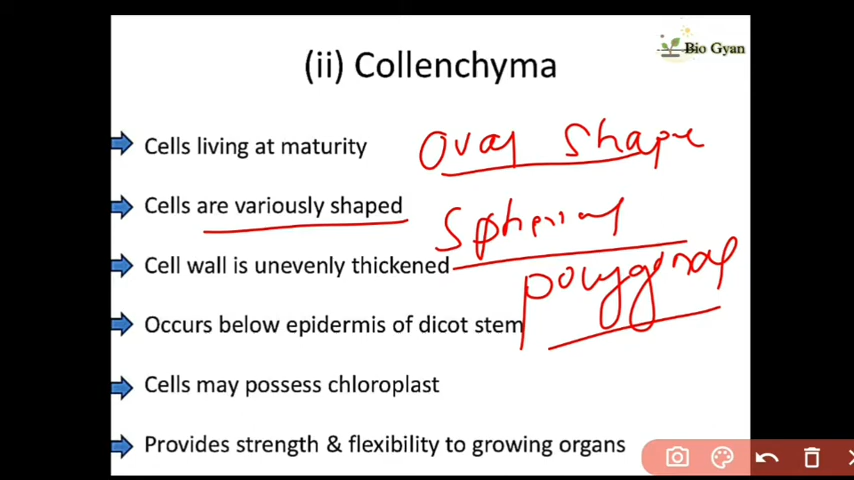 Bio Gyan
(ii) Collenchyma
Cells living at maturity
Oval Shape
Cells are variously shaped
Spherical
Cell wall is unevenly thickened
polygonal
Occurs below epidermis of dicot stem
Cells may possess chloroplast
Provides strength & flexibility to growing organs